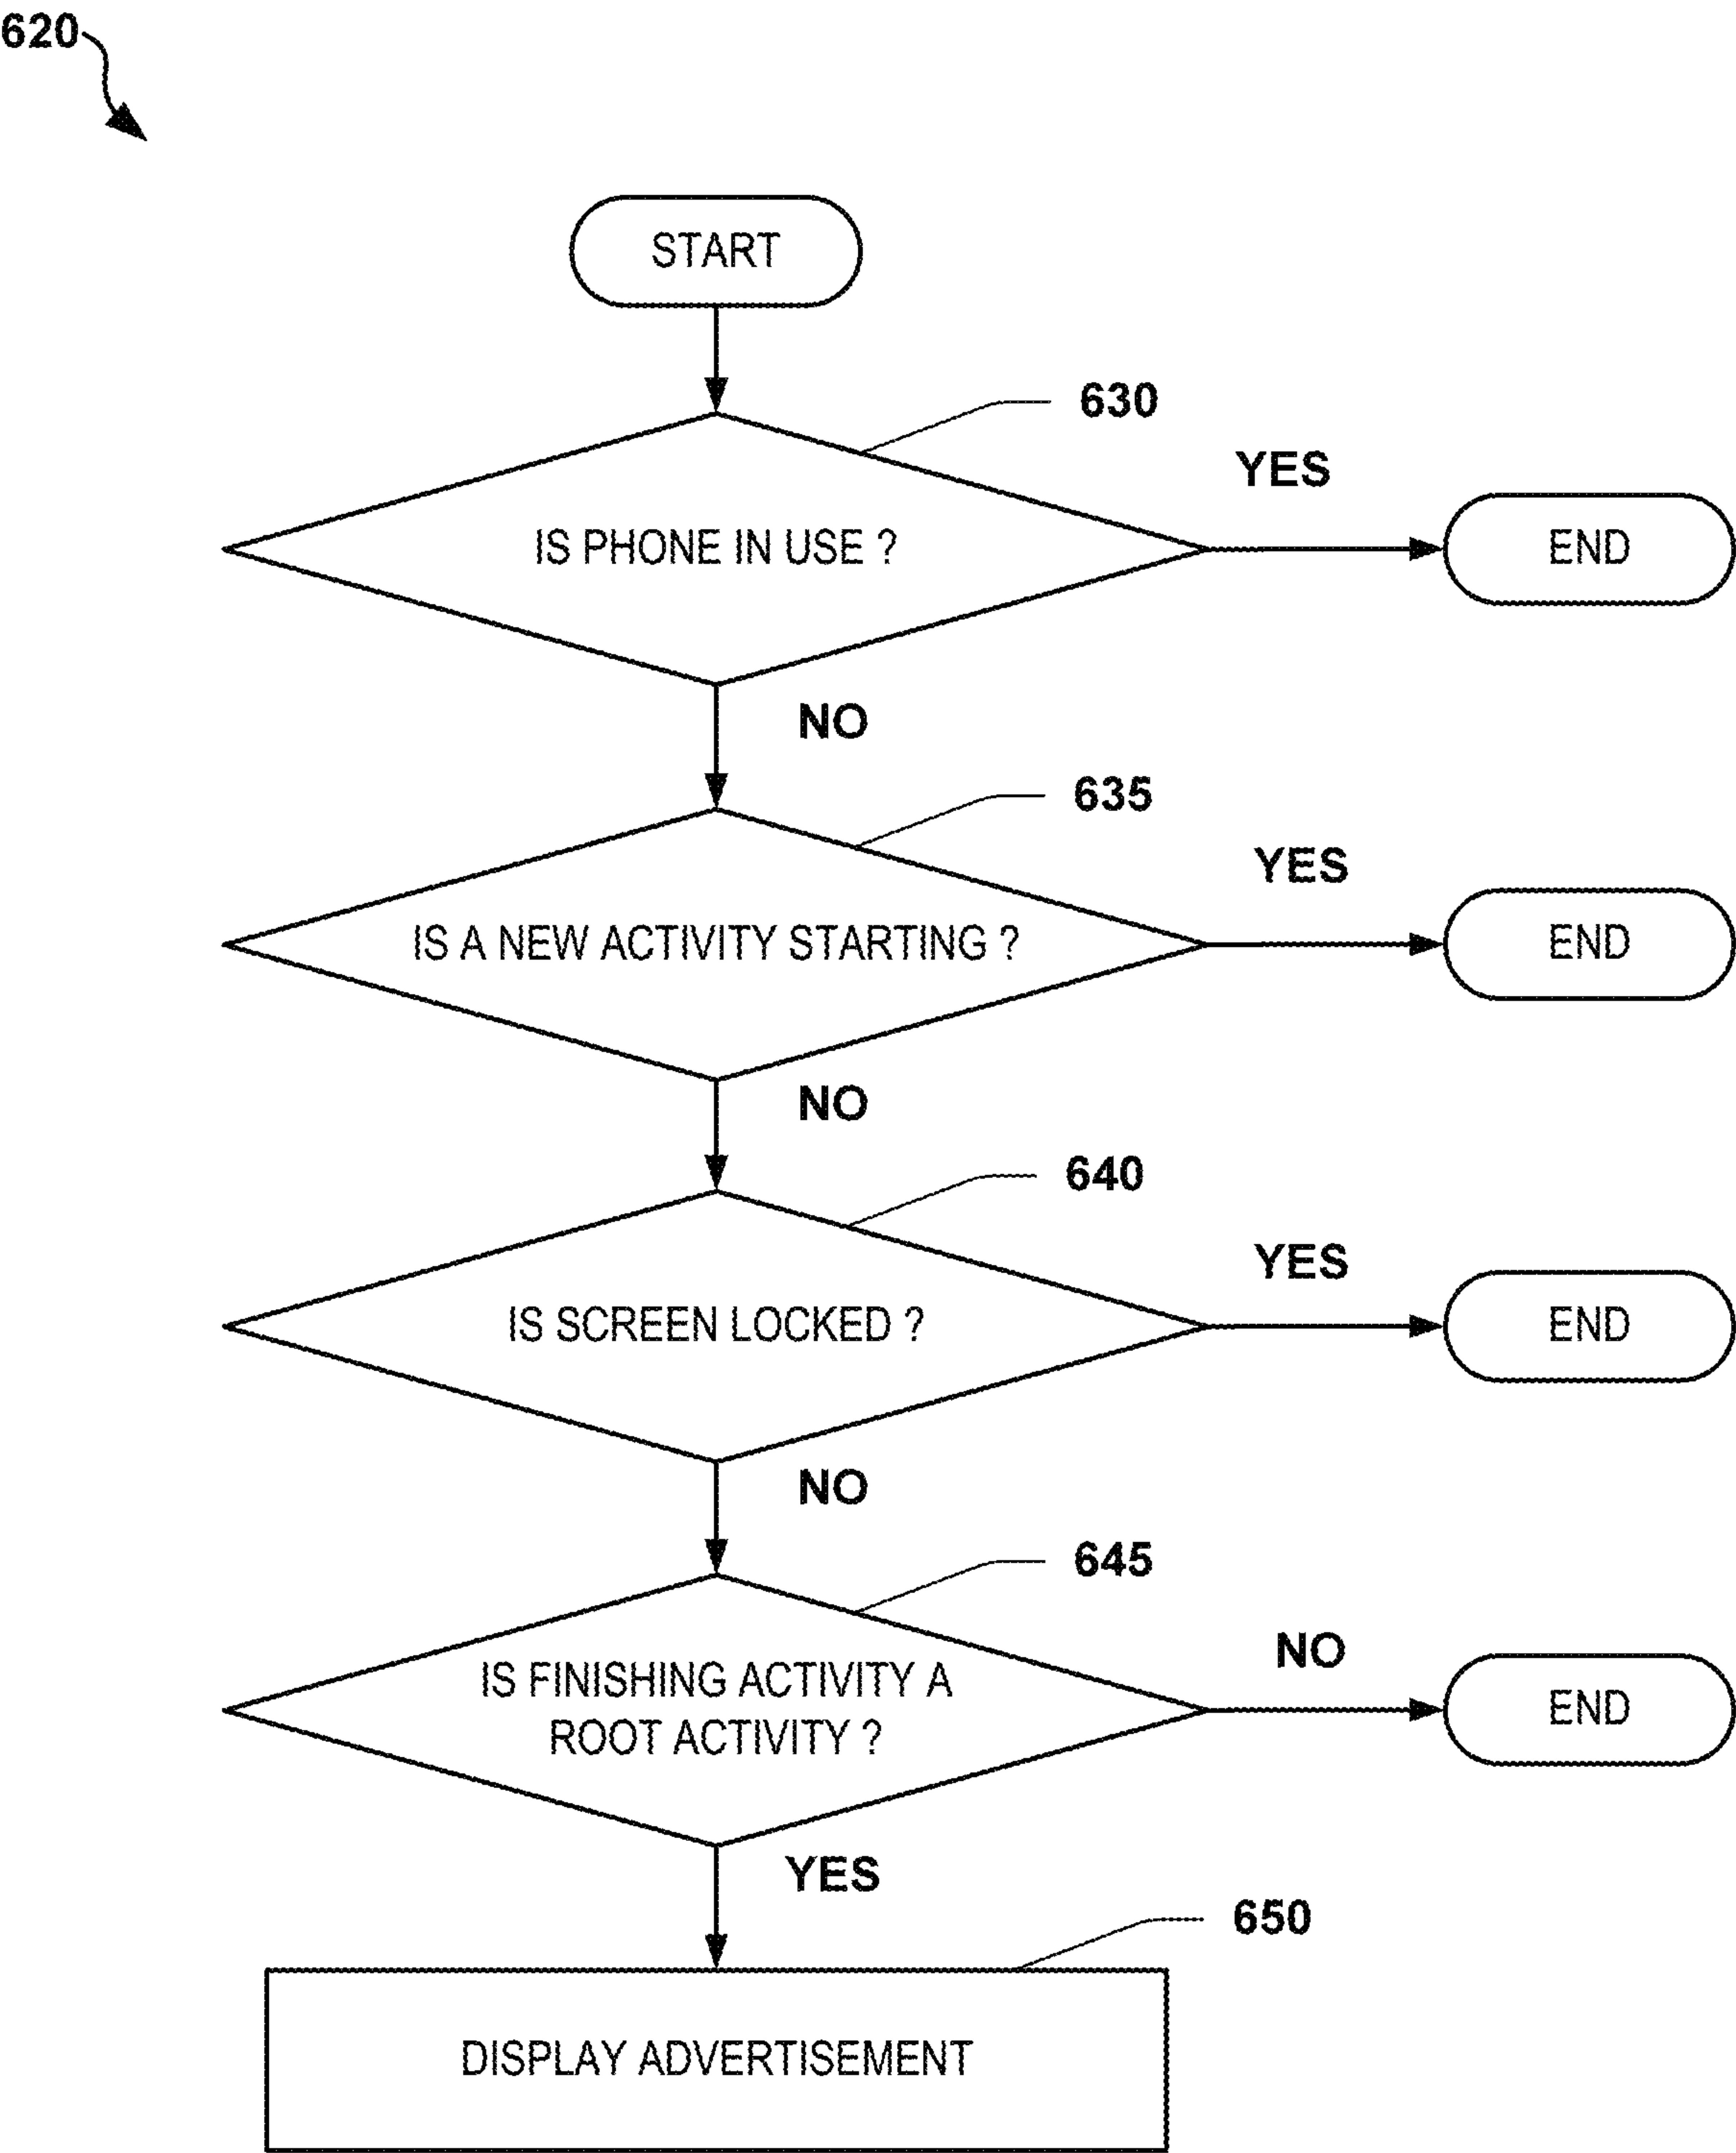 620
START
630
YES
IS PHONE IN USE ?
END
NO
635
YES
IS A NEW ACTIVITY STARTING ?
END
NO
640
YES
IS SCREEN LOCKED ?
END
NO
645
NO
IS FINISHING ACTIVITY A
ROOT ACTIVITY ?
END
YES
650
DISPLAY ADVERTISEMENT